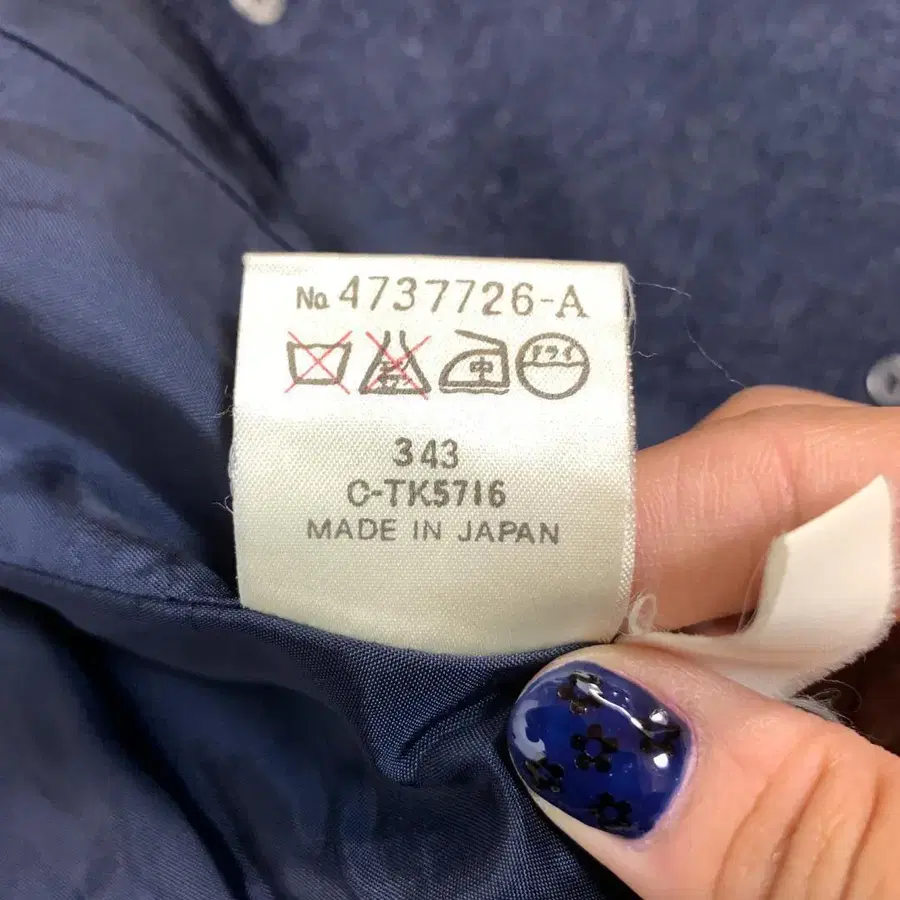 No 4737726-A
中 ドライ
343
C-TK5716
MADE IN JAPAN